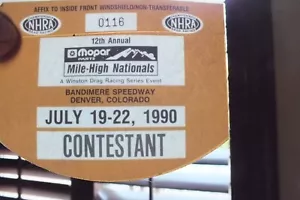 AFFIX TO INSIDE FRONT WINDSHIELD/NON-TRANSFERABLE
NHRA
0116
NHRA
12th Annual
Mopar
PARTS
Mile-High Nationals
A Winston Drag Racing Series Event
BANDIMERE SPEEDWAY
DENVER, COLORADO
JULY 19-22, 1990
CONTESTANT